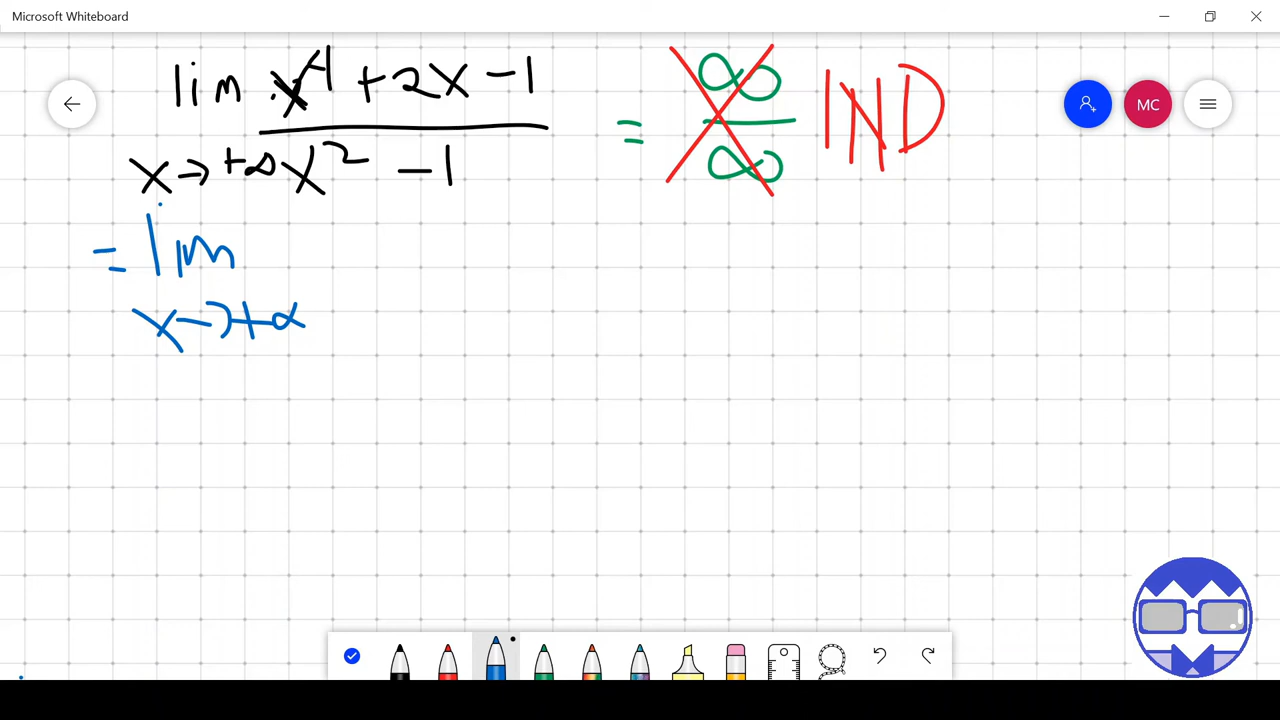 Microsoft Whiteboard
lim x⁴ + 2x − 1 = ∞/∞ IND
x → +∞ x² − 1
MC
= lim
x → +∞